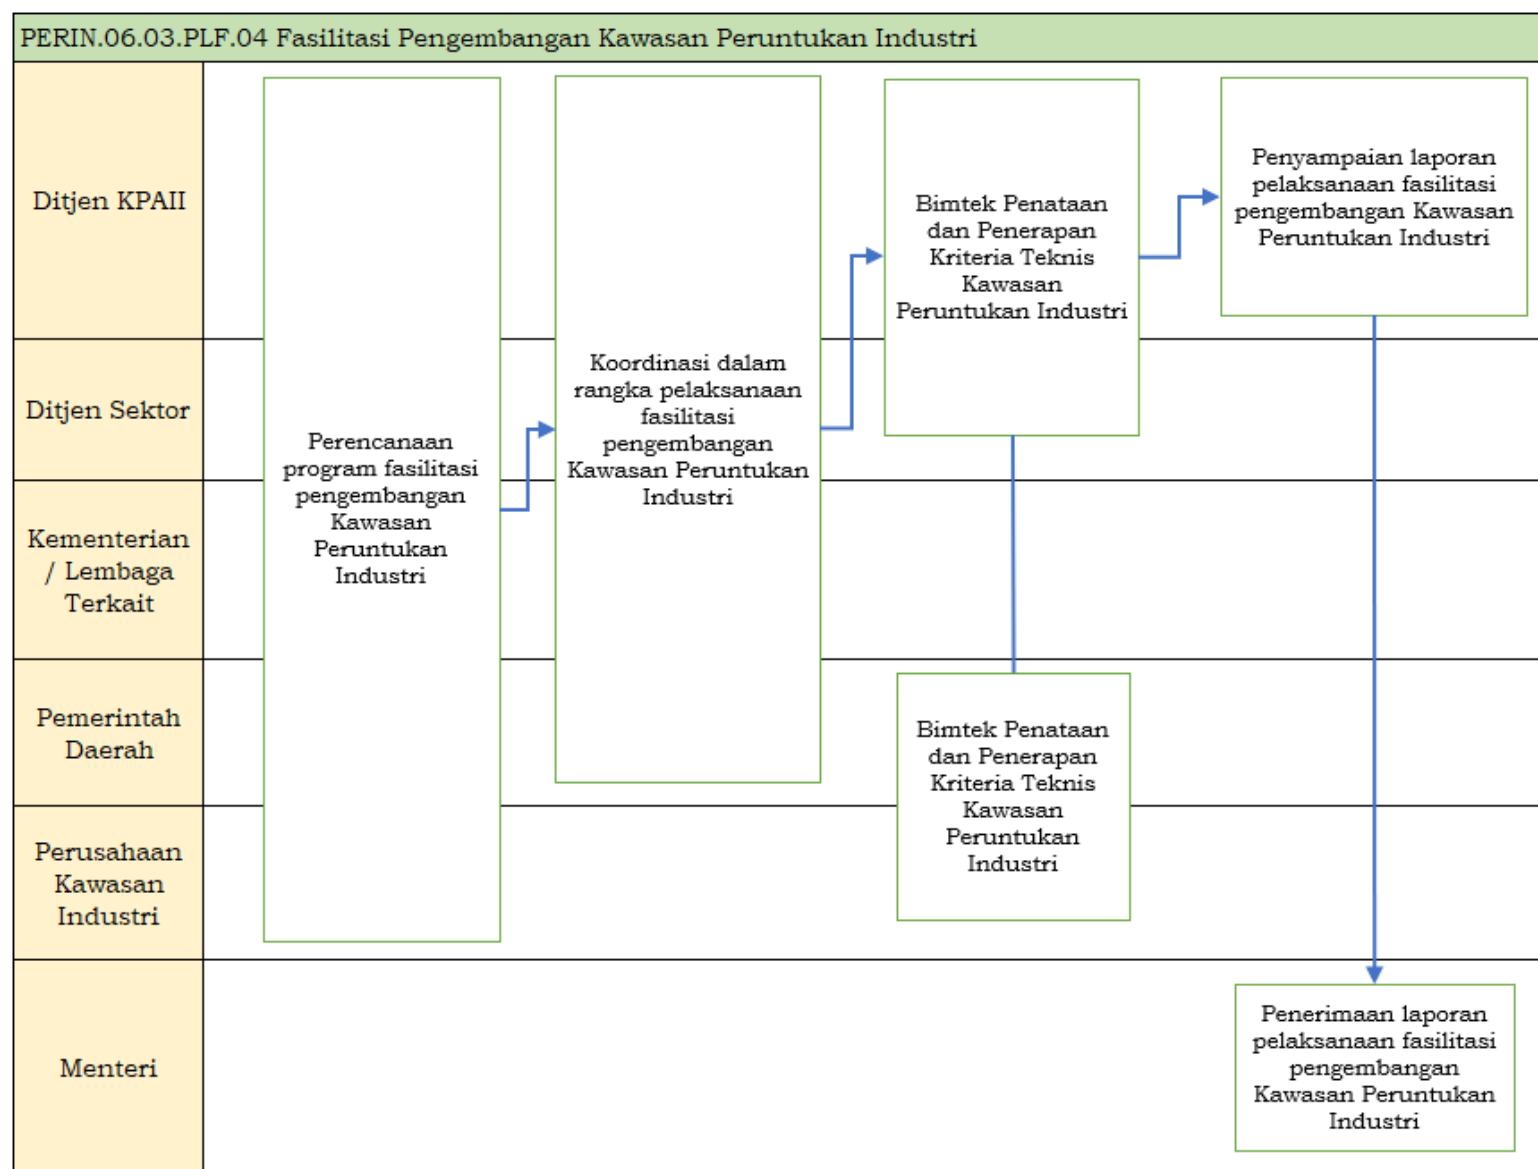 PERIN.06.03.PLF.04 Fasilitasi Pengembangan Kawasan Peruntukan Industri
Ditjen KPAII
Ditjen Sektor
Kementerian
/ Lembaga
Terkait
Pemerintah
Daerah
Perusahaan
Kawasan
Industri
Menteri
Perencanaan
program fasilitasi
pengembangan
Kawasan
Peruntukan
Industri
Koordinasi dalam
rangka pelaksanaan
fasilitasi
pengembangan
Kawasan Peruntukan
Industri
Bimtek Penataan
dan Penerapan
Kriteria Teknis
Kawasan
Peruntukan Industri
Bimtek Penataan
dan Penerapan
Kriteria Teknis
Kawasan
Peruntukan
Industri
Penyampaian laporan
pelaksanaan fasilitasi
pengembangan Kawasan
Peruntukan Industri
Penerimaan laporan
pelaksanaan fasilitasi
pengembangan
Kawasan Peruntukan
Industri